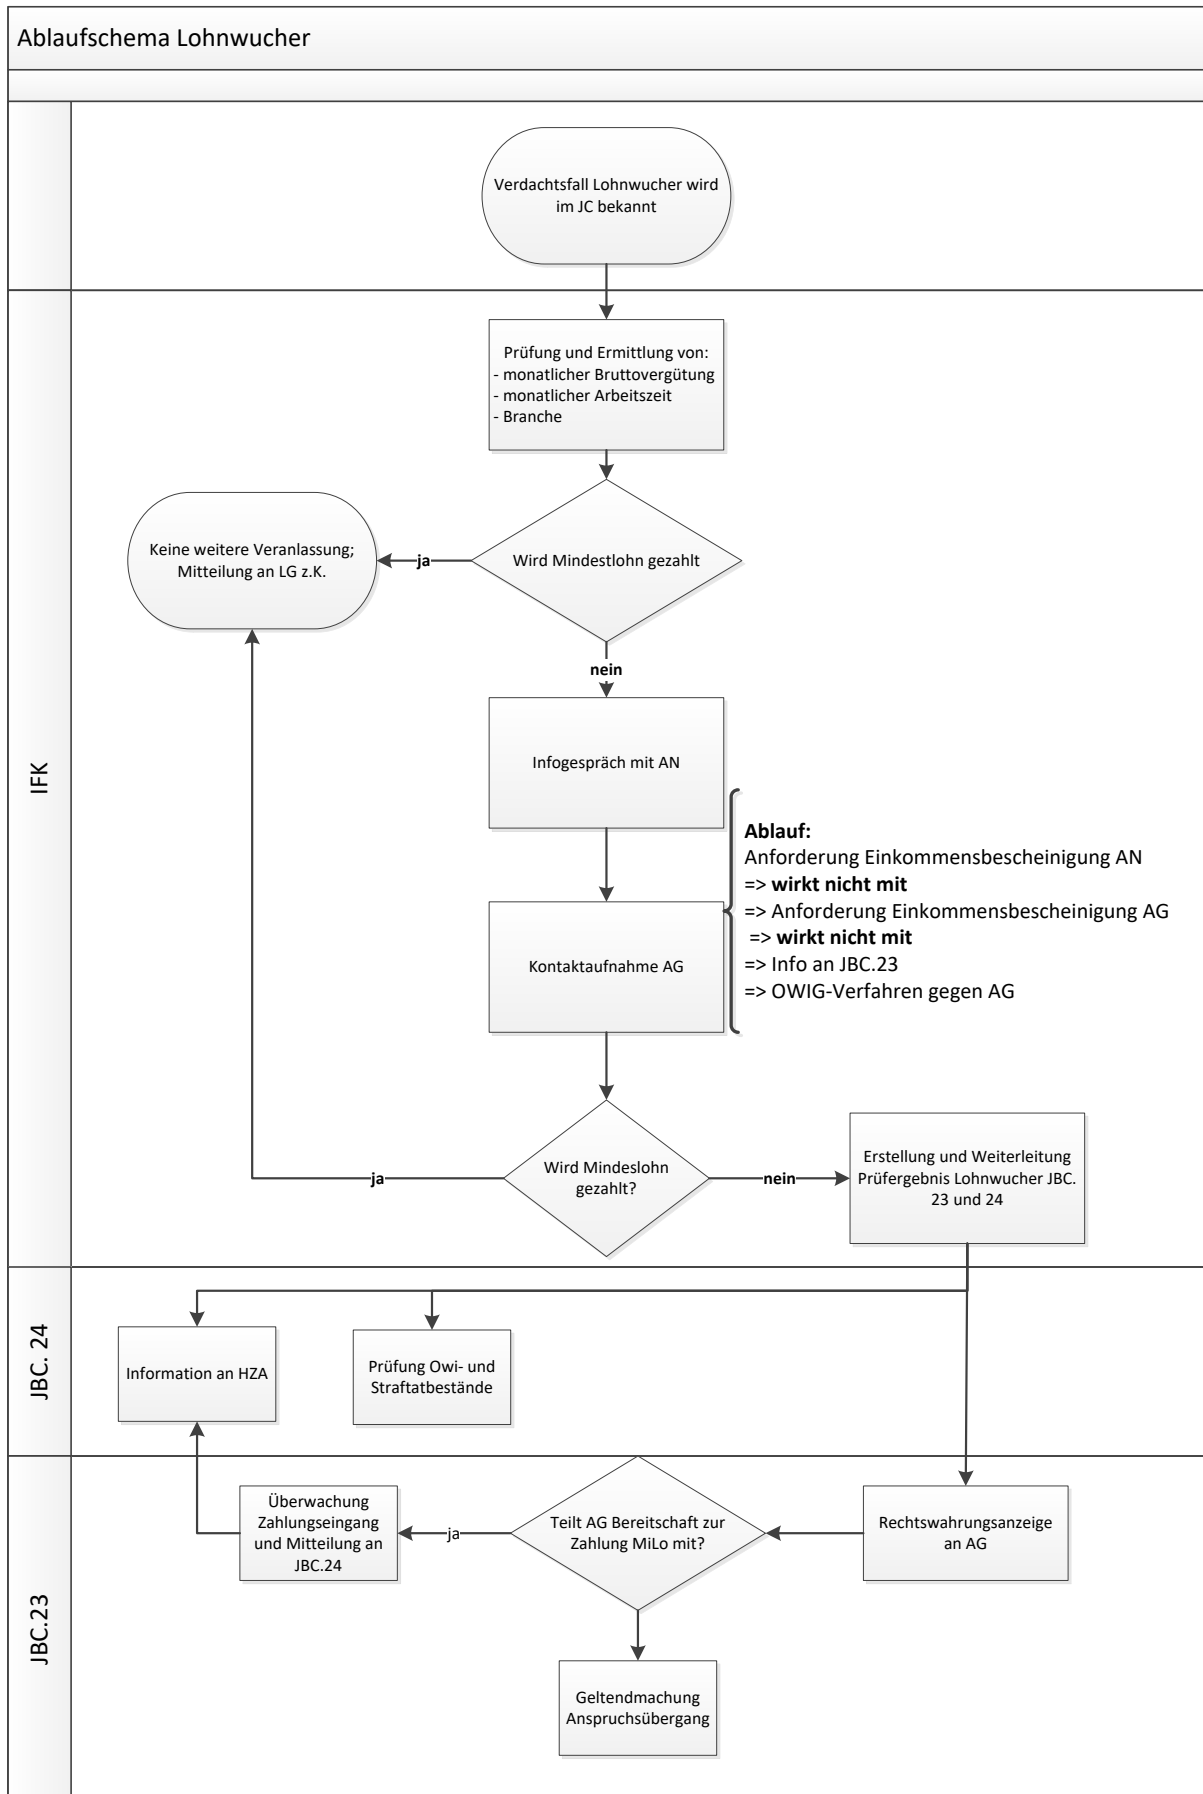 Ablaufschema Lohnwucher
Verdachtsfall Lohnwucher wird
im JC bekannt
IFK
Prüfung und Ermittlung von:
- monatlicher Bruttovergütung
- monatlicher Arbeitszeit
- Branche
Keine weitere Veranlassung;
Mitteilung an LG z.K.
ja
Wird Mindestlohn gezahlt
nein
Infogespräch mit AN
Kontaktaufnahme AG
Ablauf:
Anforderung Einkommensbescheinigung AN
=> wirkt nicht mit
=> Anforderung Einkommensbescheinigung AG
=> wirkt nicht mit
=> Info an JBC.23
=> OWIG-Verfahren gegen AG
ja
Wird Mindeslohn
gezahlt?
nein
Erstellung und Weiterleitung
Prüfergebnis Lohnwucher JBC.
23 und 24
JBC. 24
Information an HZA
Prüfung Owi- und
Straftatbestände
JBC.23
Überwachung
Zahlungseingang
und Mitteilung an
JBC.24
ja
Teilt AG Bereitschaft zur
Zahlung MiLo mit?
Rechtswahrungsanzeige
an AG
Geltendmachung
Anspruchsübergang